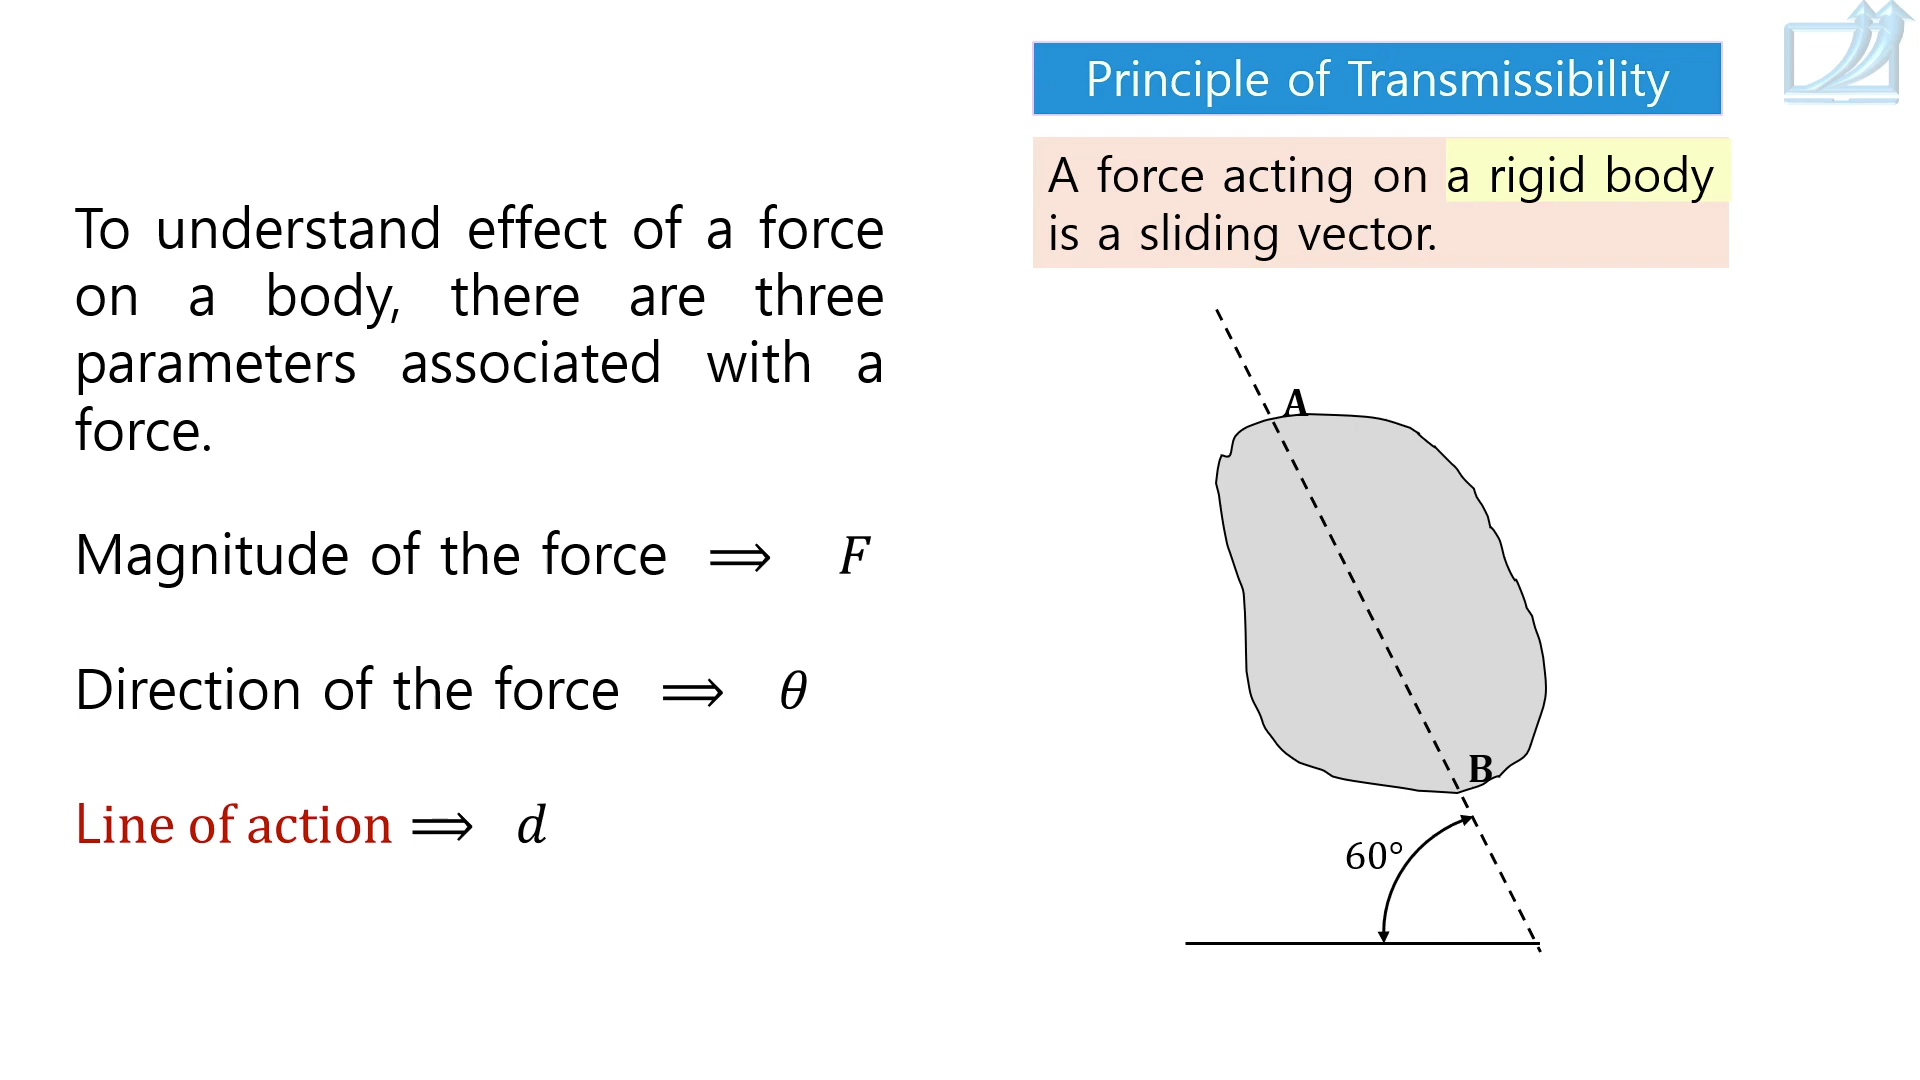 Principle of Transmissibility
A force acting on a rigid body
is a sliding vector.
To understand effect of a force
on a body, there are three
parameters associated with a
force.
Magnitude of the force ⟹ F
Direction of the force ⟹ θ
Line of action ⟹ d
A
B
60°